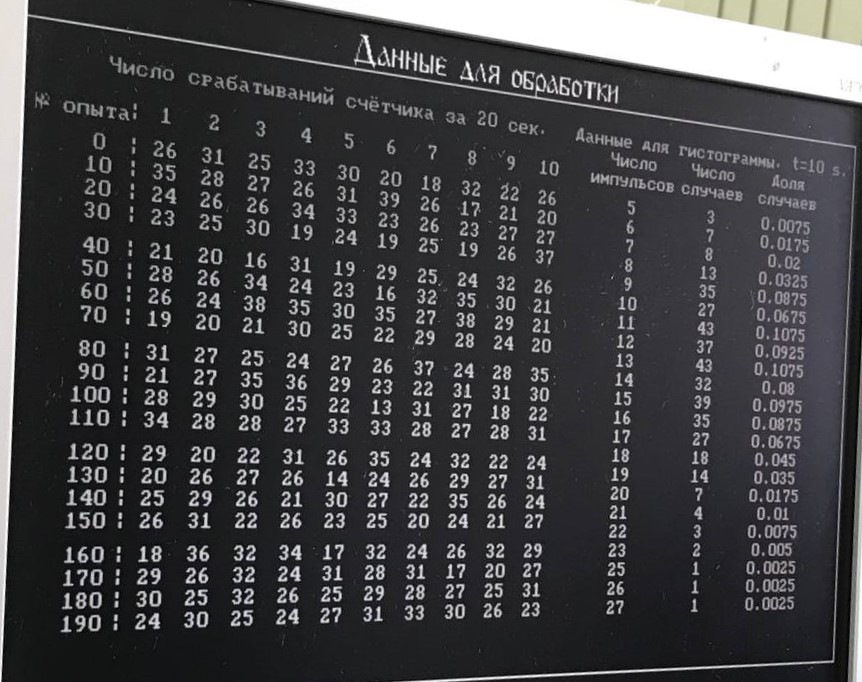 Данные для обработки
Число срабатываний счётчика за 20 сек.
№ опыта¦ 1 2 3 4 5 6 7 8 9 10
0 ¦ 26 31 25 33 30 20 18 32 22 26
10 ¦ 35 28 27 26 31 39 26 17 21 20
20 ¦ 24 26 26 34 33 23 26 23 27 27
30 ¦ 23 25 30 19 24 19 25 19 26 37
40 ¦ 21 20 16 31 19 29 25 24 32 26
50 ¦ 28 26 34 24 23 16 32 35 30 21
60 ¦ 26 24 38 35 30 35 27 38 29 21
70 ¦ 19 20 21 30 25 22 29 28 24 20
80 ¦ 31 27 25 24 27 26 37 24 28 35
90 ¦ 21 27 35 36 29 23 22 31 31 30
100 ¦ 28 29 30 25 22 13 31 27 18 22
110 ¦ 34 28 28 27 33 33 28 27 28 31
120 ¦ 29 20 22 31 26 35 24 32 22 24
130 ¦ 20 26 27 26 14 24 26 29 27 31
140 ¦ 25 29 26 21 30 27 22 35 26 24
150 ¦ 26 31 22 26 23 25 20 24 21 27
160 ¦ 18 36 32 34 17 32 24 26 32 29
170 ¦ 29 26 32 24 31 28 31 17 20 27
180 ¦ 30 25 32 26 25 29 28 27 25 31
190 ¦ 24 30 25 24 27 31 33 30 26 23
Данные для гистограммы. t=10 s.
Число Число Доля
импульсов случаев случаев
5 3 0.0075
6 7 0.0175
7 8 0.02
8 13 0.0325
9 35 0.0875
10 27 0.0675
11 43 0.1075
12 37 0.0925
13 43 0.1075
14 32 0.08
15 39 0.0975
16 35 0.0875
17 27 0.0675
18 18 0.045
19 14 0.035
20 7 0.0175
21 4 0.01
22 3 0.0075
23 2 0.005
25 1 0.0025
26 1 0.0025
27 1 0.0025